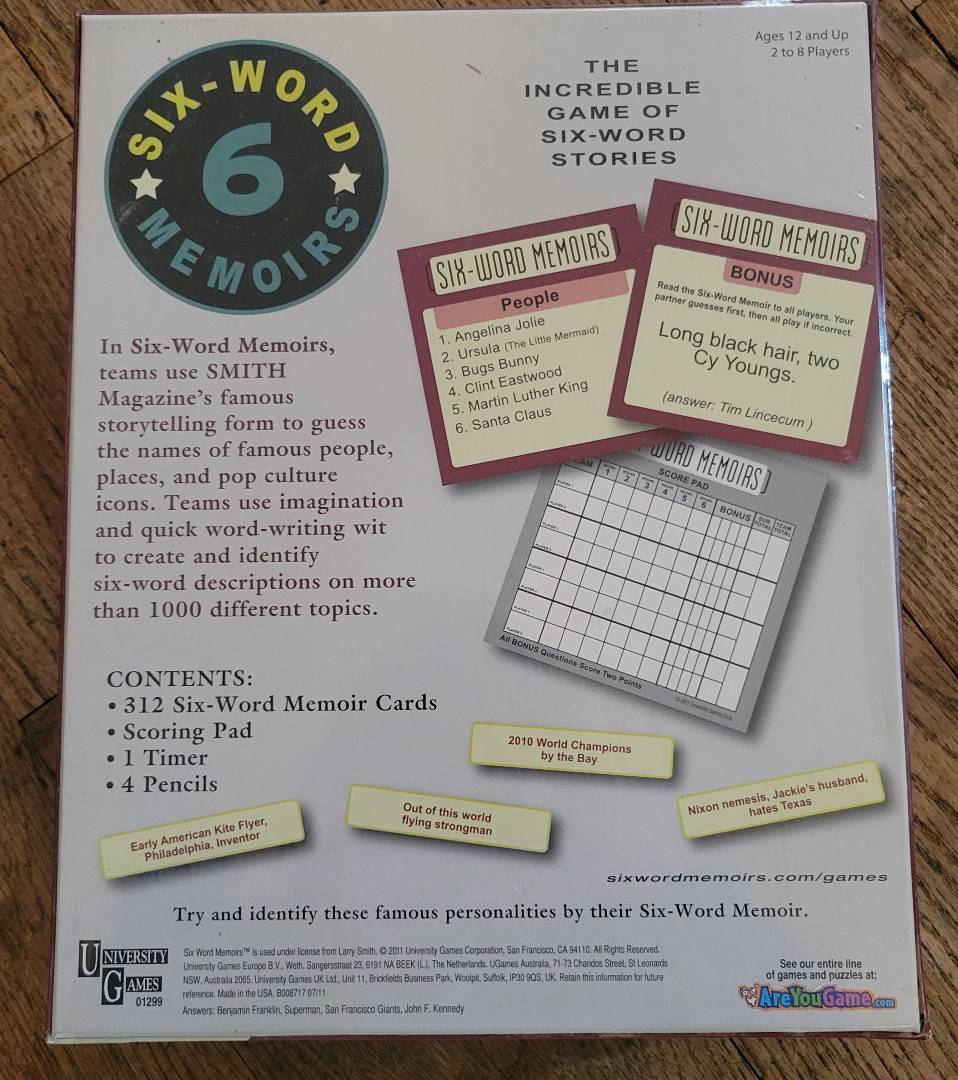 Ages 12 and Up
2 to 8 Players
SIX-WORD
6
MEMOIRS
THE
INCREDIBLE
GAME OF
SIX-WORD
STORIES
SIX-WORD MEMOIRS
People
1. Angelina Jolie
2. Ursula (The Little Mermaid)
3. Bugs Bunny
4. Clint Eastwood
5. Martin Luther King
6. Santa Claus
SIX-WORD MEMOIRS
BONUS
Read the Six-Word Memoir to all players. Your
partner guesses first, then all play if incorrect.
Long black hair, two
Cy Youngs.
(answer: Tim Lincecum )
In Six-Word Memoirs,
teams use SMITH
Magazine's famous
storytelling form to guess
the names of famous people,
places, and pop culture
icons. Teams use imagination
and quick word-writing wit
to create and identify
six-word descriptions on more
than 1000 different topics.
WORD MEMOIRS
SCORE PAD
1 2 3 4 5 6 BONUS SUB TOTAL TEAM TOTAL
All BONUS Questions Score Two Points
© 2011 University Games Corp.
CONTENTS:
• 312 Six-Word Memoir Cards
• Scoring Pad
• 1 Timer
• 4 Pencils
2010 World Champions
by the Bay
Early American Kite Flyer,
Philadelphia, Inventor
Out of this world
flying strongman
Nixon nemesis, Jackie's husband,
hates Texas
sixwordmemoirs.com/games
Try and identify these famous personalities by their Six-Word Memoir.
UNIVERSITY
GAMES
01299
Six Word Memoirs™ is used under license from Larry Smith. © 2011 University Games Corporation, San Francisco, CA 94110. All Rights Reserved.
University Games Europe B.V., Weth. Sangersstraat 23, 6191 NA BEEK (L.), The Netherlands. UGames Australia, 71-73 Chandos Street, St Leonards
NSW, Australia 2065. University Games UK Ltd., Unit 11, Brickfields Business Park, Woolpit, Suffolk, IP30 9QS, UK. Retain this information for future
reference. Made in the USA. B008717 07/11
Answers: Benjamin Franklin, Superman, San Francisco Giants, John F. Kennedy
See our entire line
of games and puzzles at:
AreYouGame.com